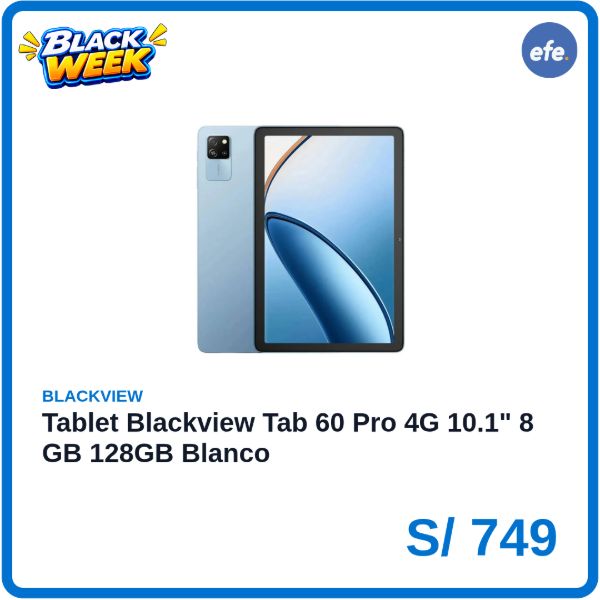 BLACK
WEEK
efe.
BLACKVIEW
Tablet Blackview Tab 60 Pro 4G 10.1" 8
GB 128GB Blanco
S/ 749